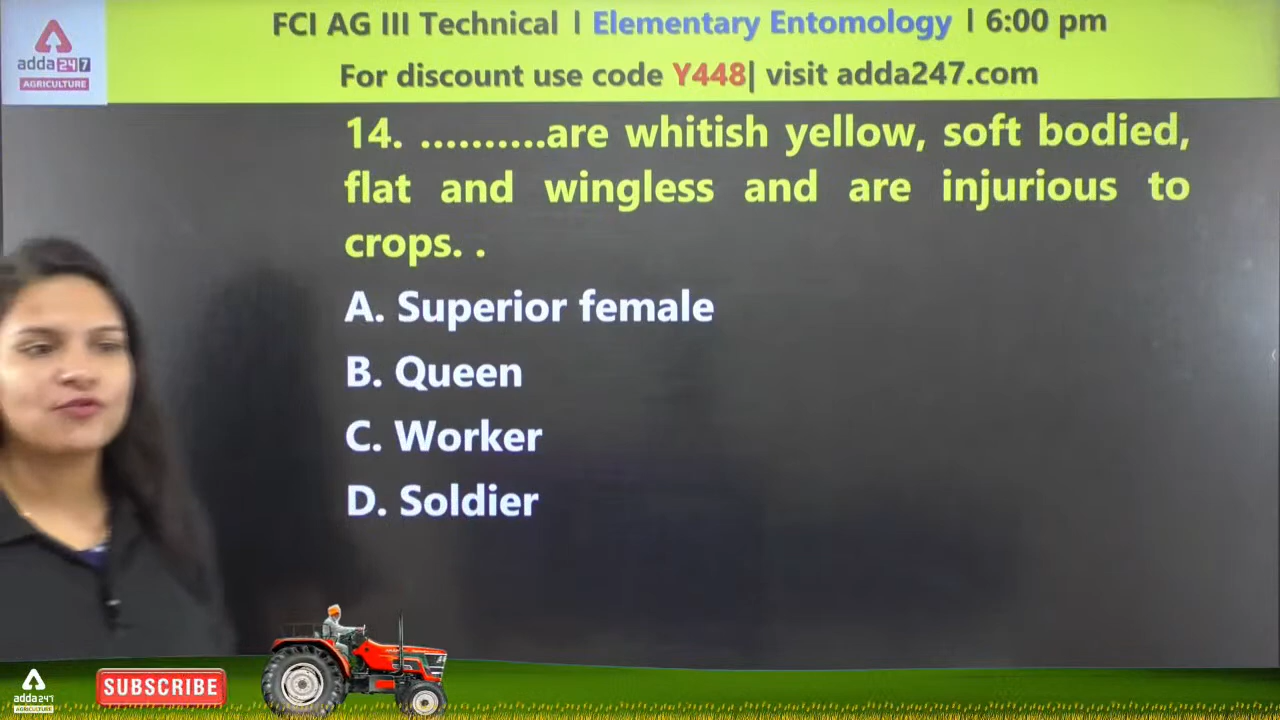 FCI AG III Technical l Elementary Entomology l 6:00 pm
adda247
AGRICULTURE
For discount use code Y448| visit adda247.com
14. ..........are whitish yellow, soft bodied,
flat and wingless and are injurious to
crops. .
A. Superior female
B. Queen
C. Worker
D. Soldier
adda247
AGRICULTURE
SUBSCRIBE